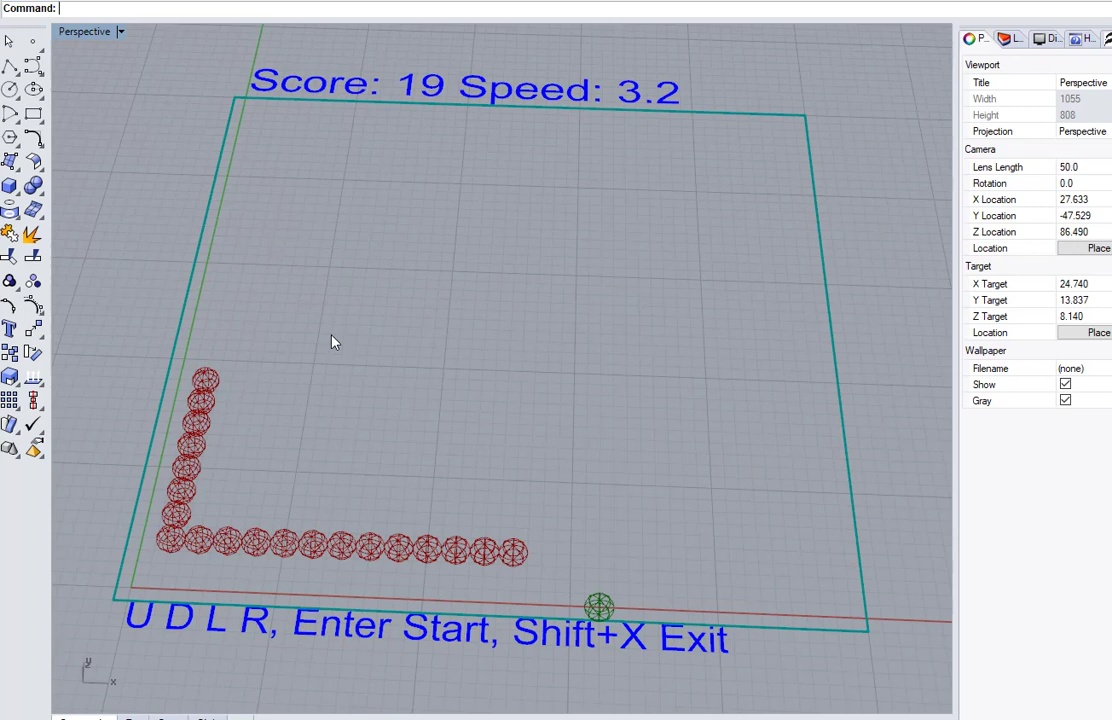 Command:
Perspective
P..
L...
Di...
H...
Score: 19 Speed: 3.2
Viewport
Title Perspective
Width 1055
Height 808
Projection Perspective
Camera
Lens Length 50.0
Rotation 0.0
X Location 27.633
Y Location -47.529
Z Location 86.490
Location Place
Target
X Target 24.740
Y Target 13.837
Z Target 8.140
Location Place
Wallpaper
Filename (none)
Show
Gray
U D L R, Enter Start, Shift+X Exit
y
x